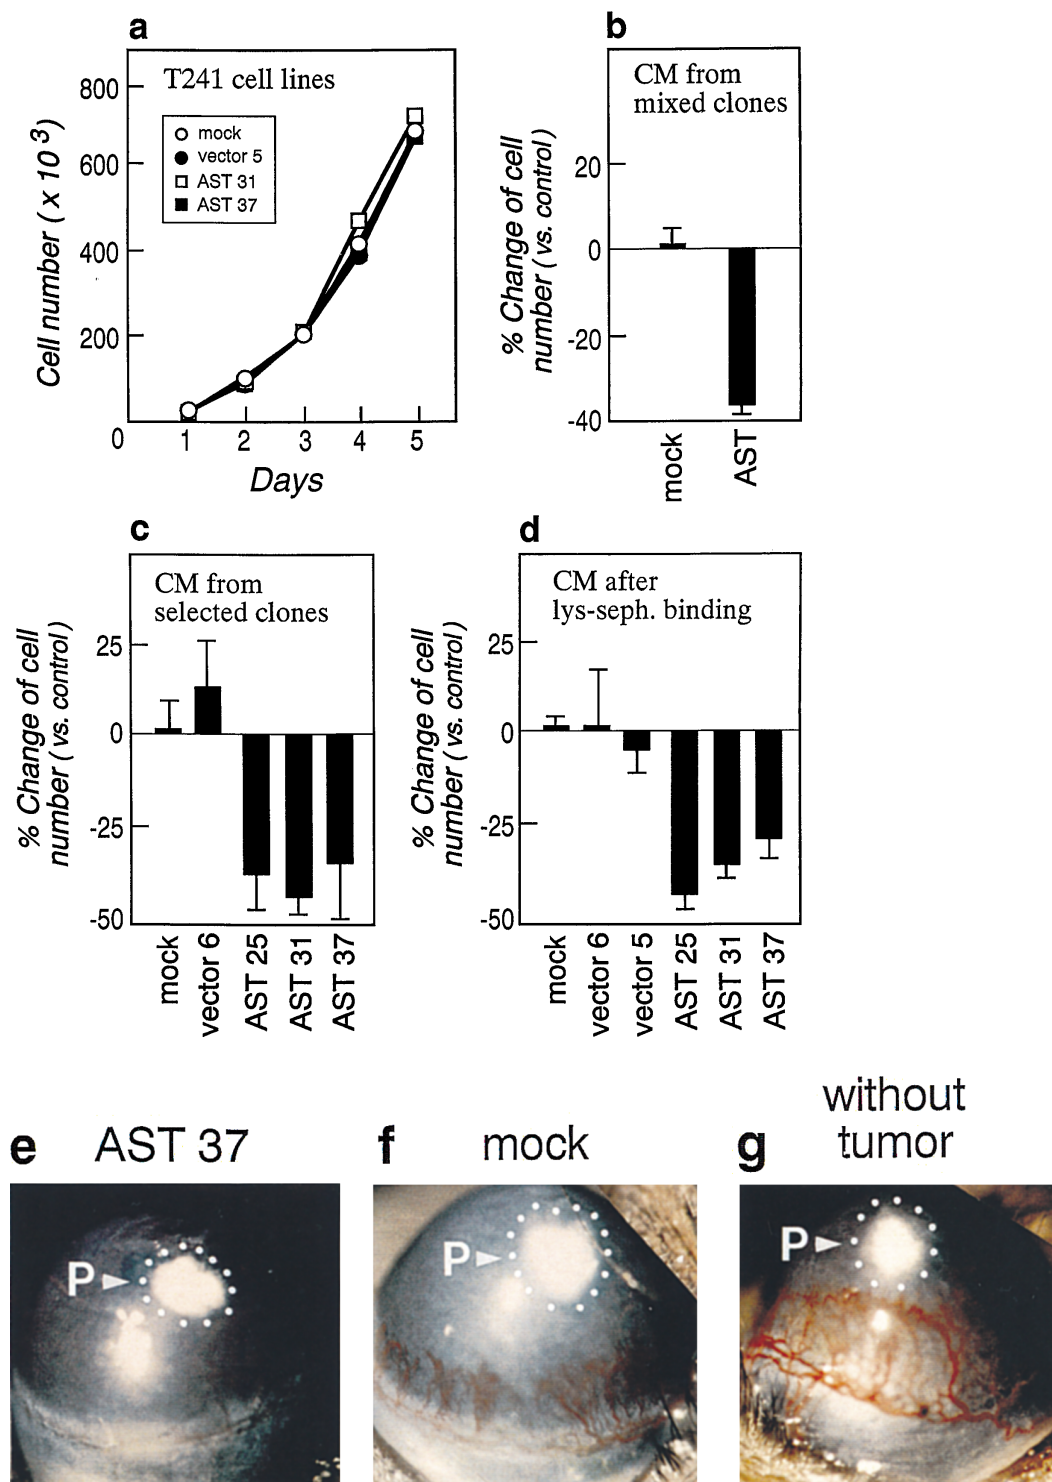 a
T241 cell lines
mock
vector 5
AST 31
AST 37
800
600
400
200
0
1 2 3 4 5
Cell number ( x 10 3)
Days
b
CM from
mixed clones
20
0
-20
-40
% Change of cell
number ( vs. control)
mock
AST
c
CM from
selected clones
25
0
-25
-50
% Change of cell
number ( vs. control)
mock
vector 6
AST 25
AST 31
AST 37
d
CM after
lys-seph. binding
25
0
-25
-50
% Change of cell
number ( vs. control)
mock
vector 6
vector 5
AST 25
AST 31
AST 37
e AST 37
P
f mock
P
g without
tumor
P